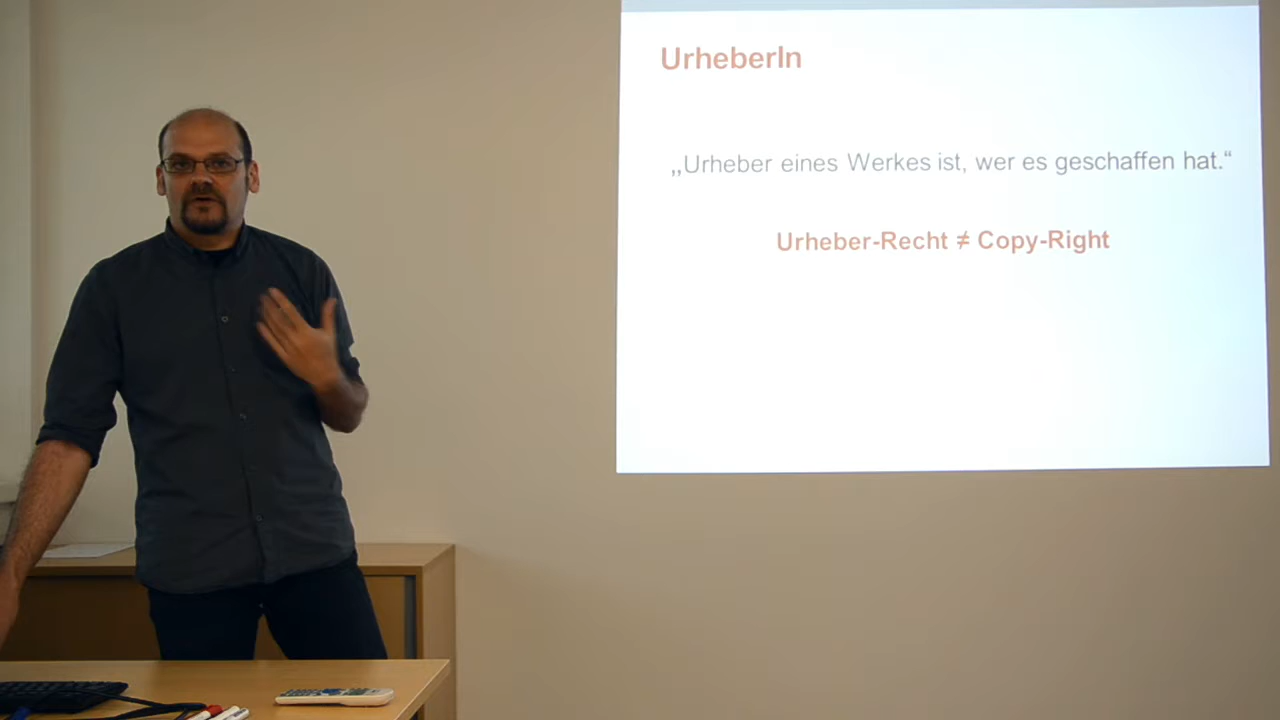 UrheberIn
„Urheber eines Werkes ist, wer es geschaffen hat.“
Urheber-Recht ≠ Copy-Right